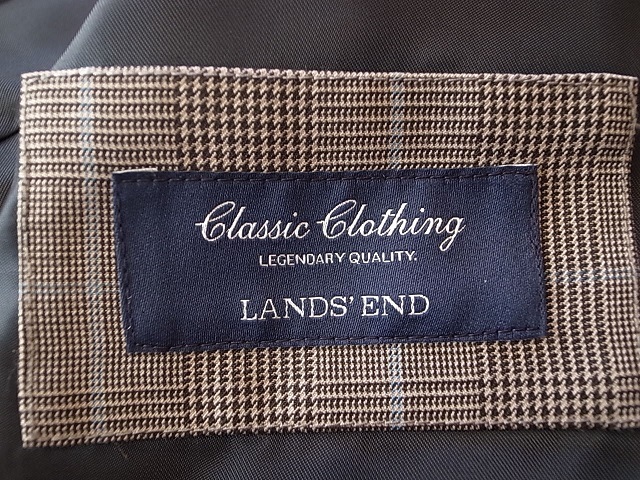 Classic Clothing
LEGENDARY QUALITY.
LANDS' END